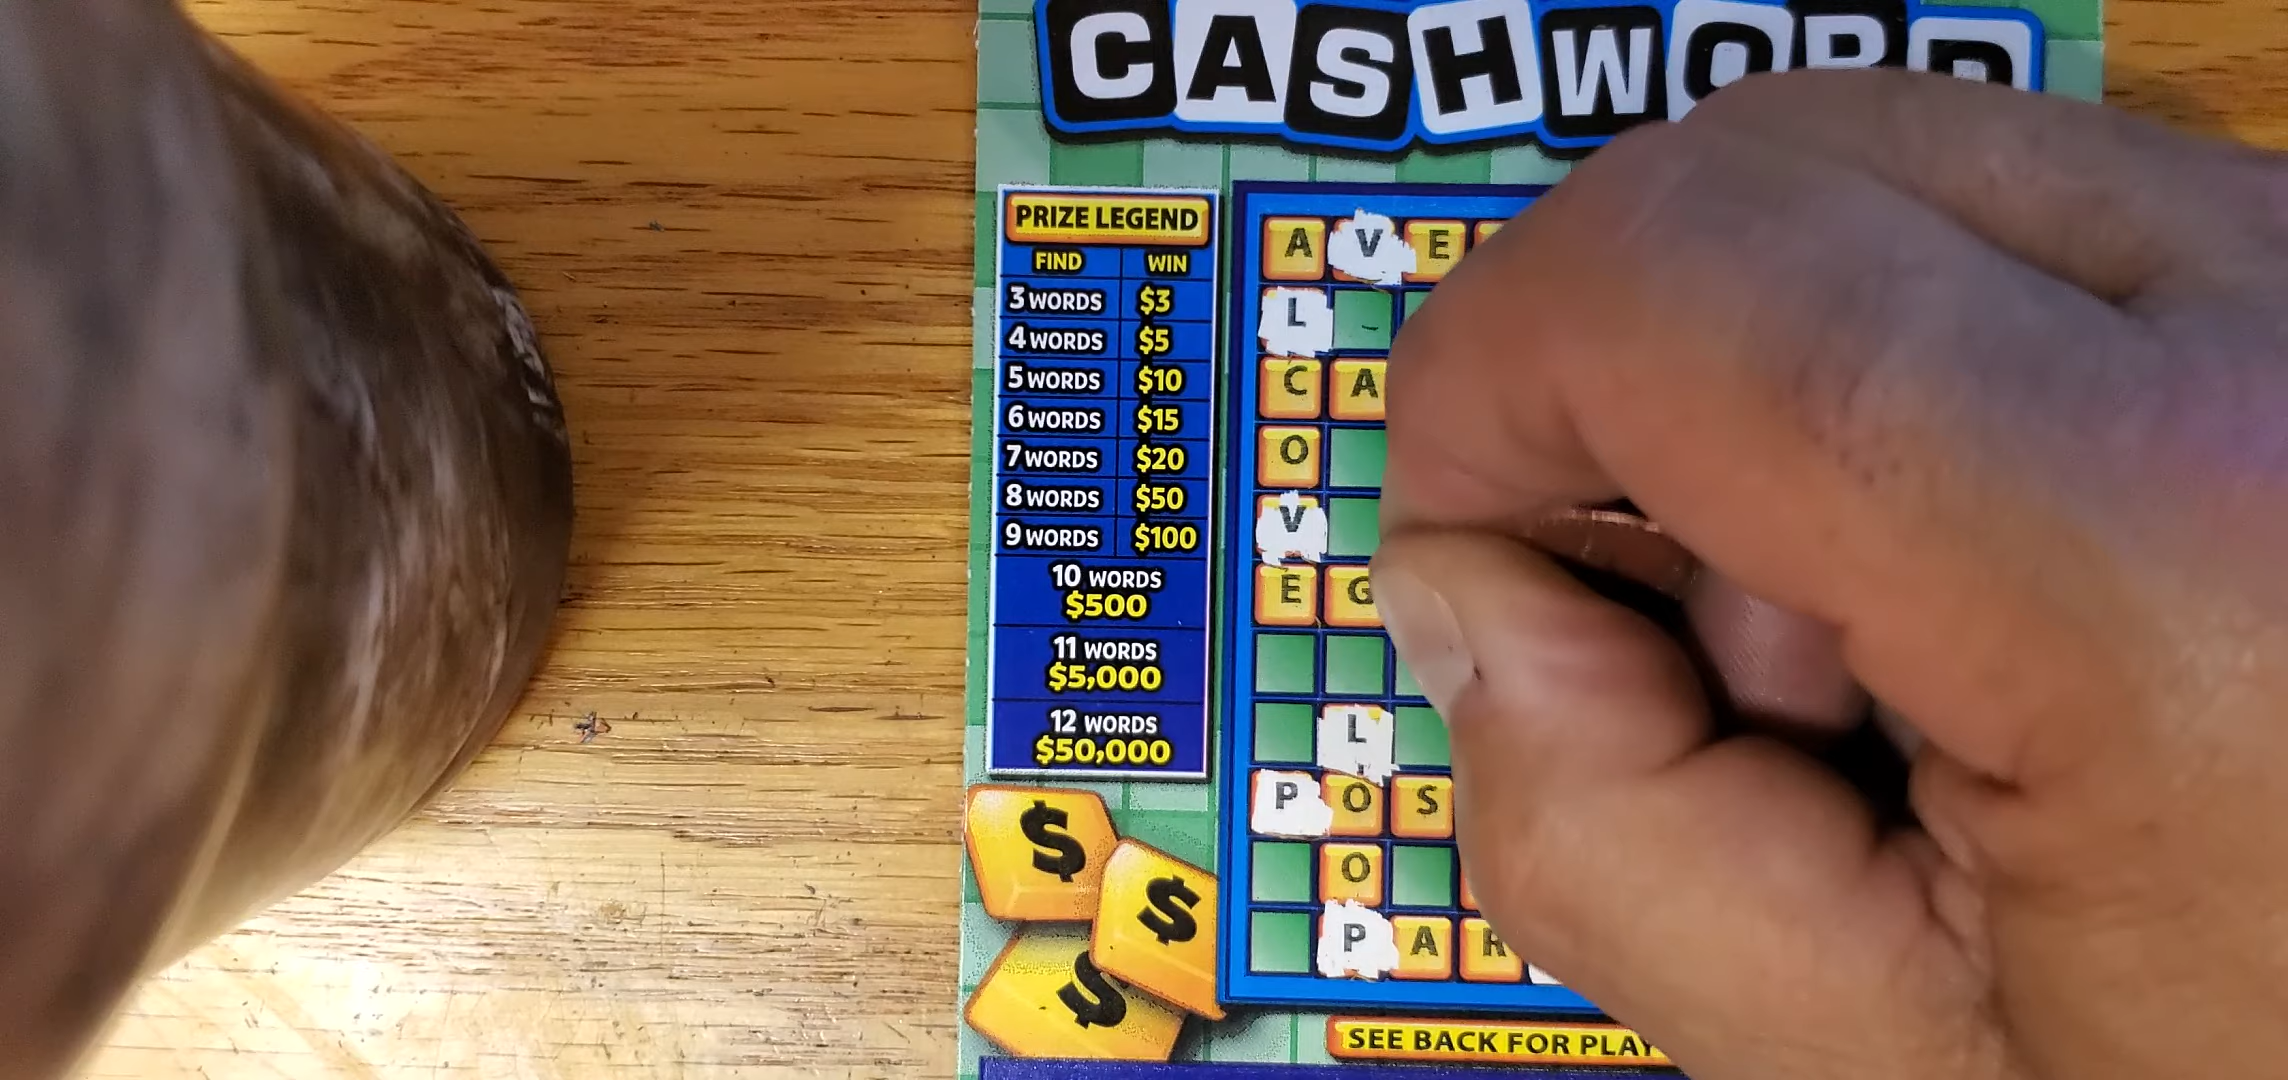 CASHWORD
PRIZE LEGEND
FIND WIN
3 WORDS $3
4 WORDS $5
5 WORDS $10
6 WORDS $15
7 WORDS $20
8 WORDS $50
9 WORDS $100
10 WORDS
$500
11 WORDS
$5,000
12 WORDS
$50,000
A V E
L
C A
O
V
E G
L
P O S
O
P A R
$
$
$
SEE BACK FOR PLAY